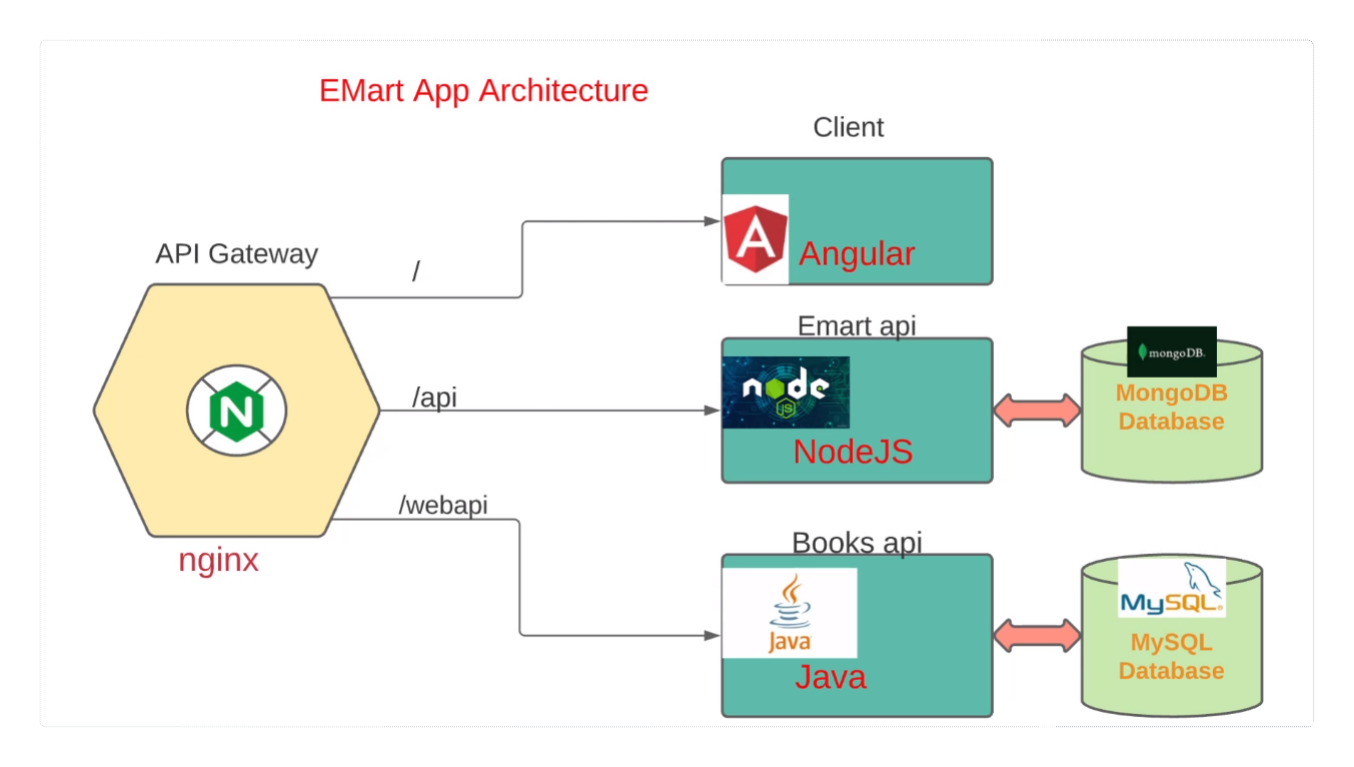 EMart App Architecture
Client
Angular
API Gateway
/
Emart api
node
JS
NodeJS
mongoDB.
MongoDB
Database
/api
/webapi
nginx
Books api
Java
Java
MySQL®
MySQL
Database